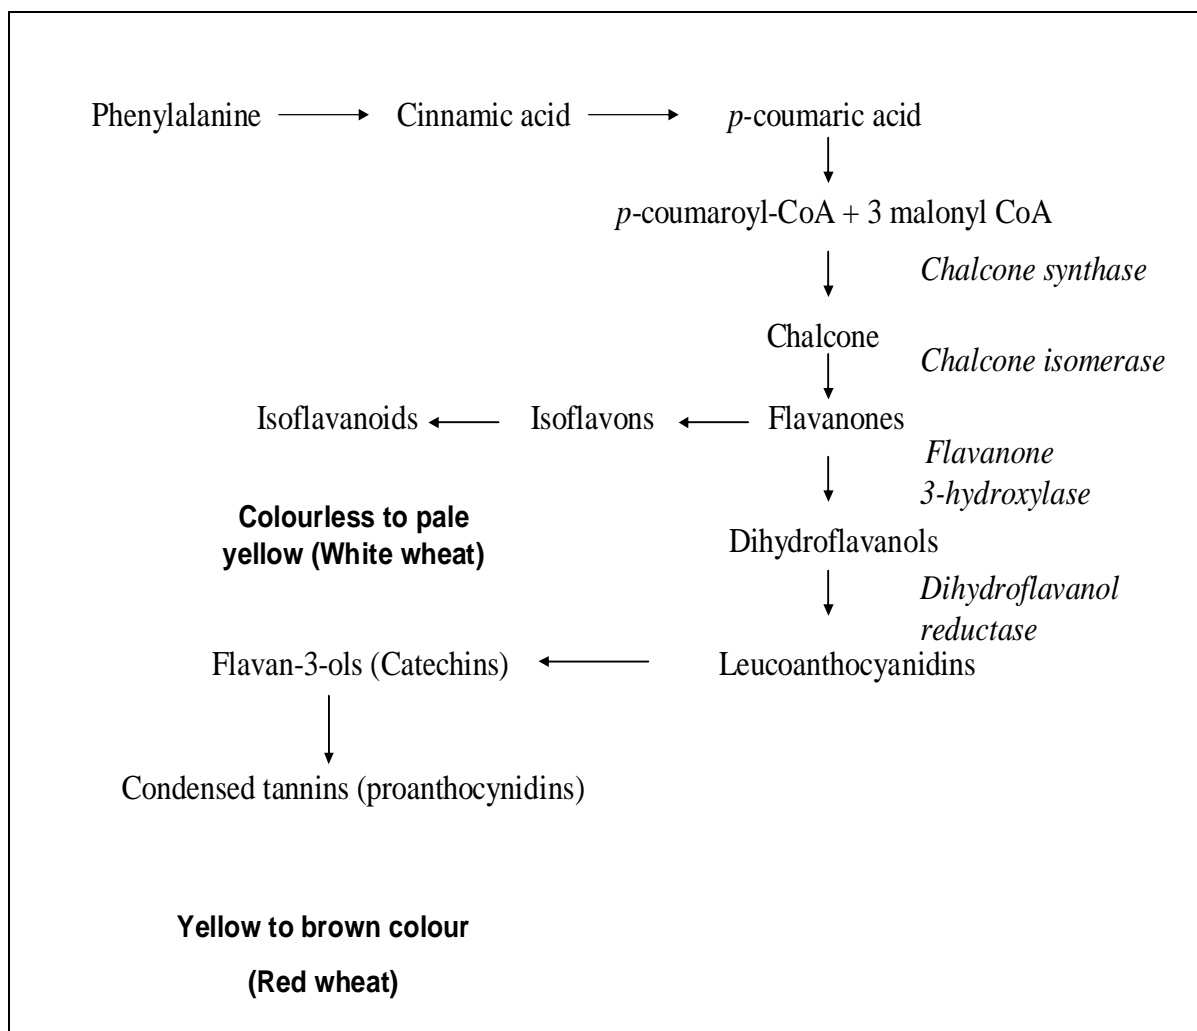 Phenylalanine
Cinnamic acid
p-coumaric acid
p-coumaroyl-CoA + 3 malonyl CoA
Chalcone synthase
Chalcone
Chalcone isomerase
Isoflavanoids
Isoflavons
Flavanones
Flavanone
3-hydroxylase
Colourless to pale
yellow (White wheat)
Dihydroflavanols
Dihydroflavanol
reductase
Flavan-3-ols (Catechins)
Leucoanthocyanidins
Condensed tannins (proanthocynidins)
Yellow to brown colour
(Red wheat)